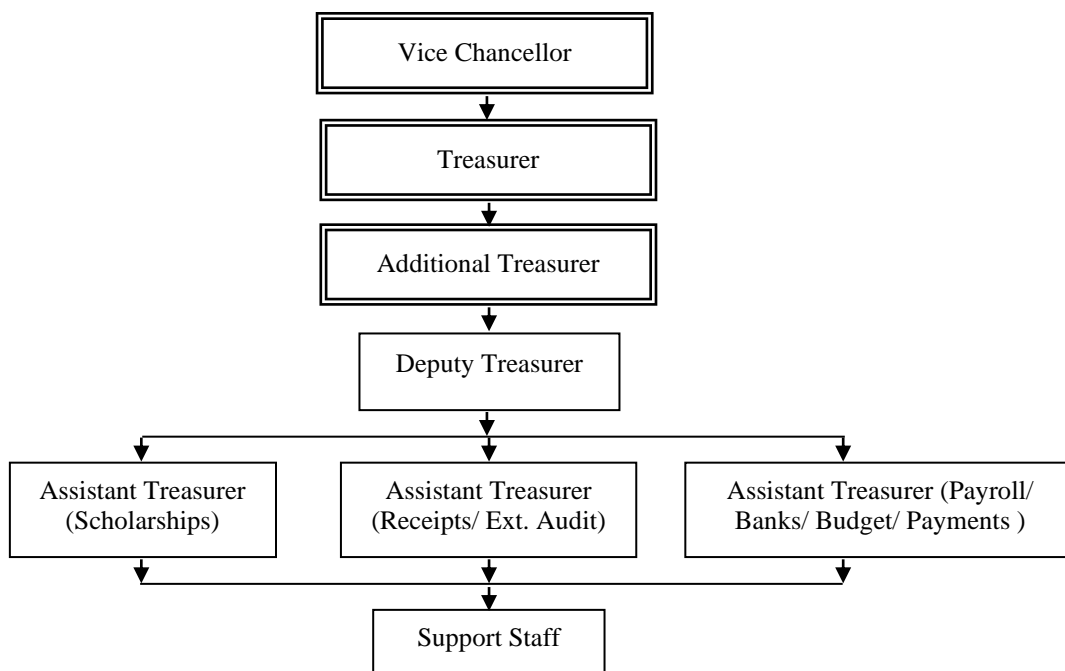 Vice Chancellor
Treasurer
Additional Treasurer
Deputy Treasurer
Assistant Treasurer
(Scholarships)
Assistant Treasurer
(Receipts/ Ext. Audit)
Assistant Treasurer (Payroll/
Banks/ Budget/ Payments )
Support Staff